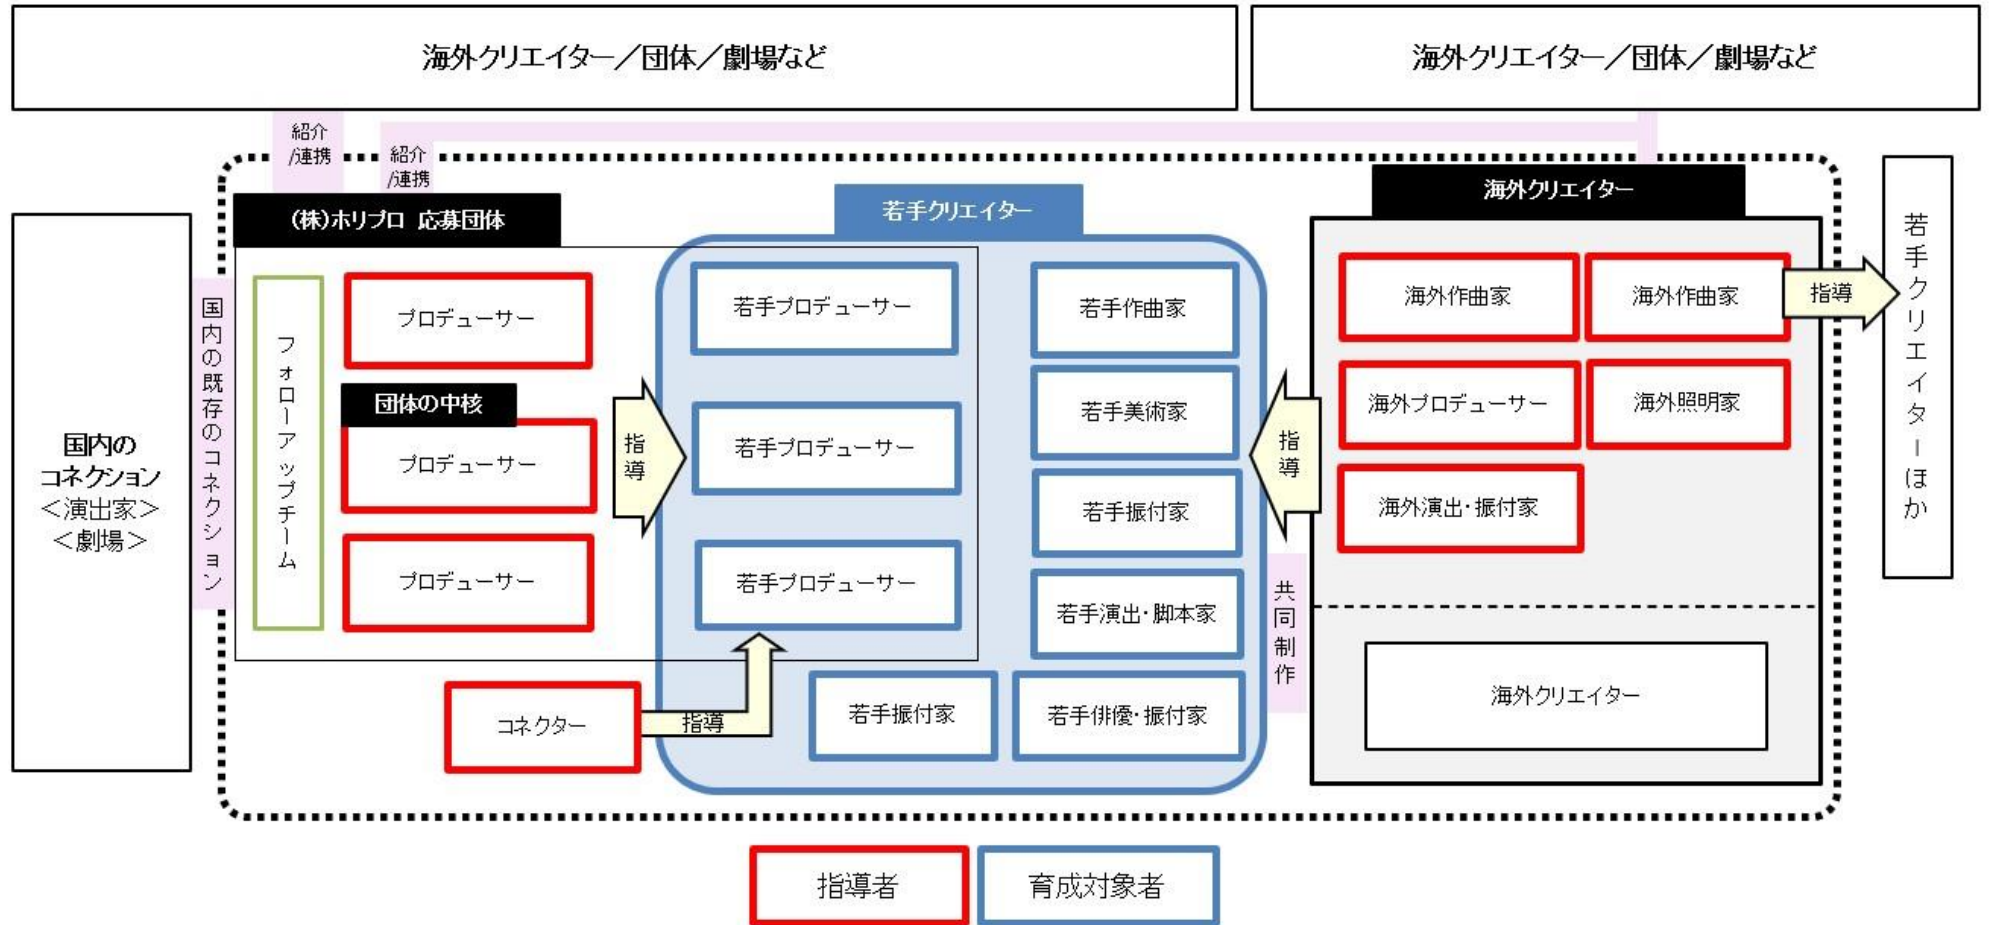 海外クリエイター／団体／劇場など
海外クリエイター／団体／劇場など
紹介
/連携
紹介
/連携
(株)ホリプロ 応募団体
若手クリエイター
海外クリエイター
国内の
コネクション
＜演出家＞
＜劇場＞
国内の既存のコネクション
フォローアップチーム
プロデューサー
団体の中核
プロデューサー
プロデューサー
指導
若手プロデューサー
若手プロデューサー
若手プロデューサー
コネクター
指導
若手作曲家
若手美術家
若手振付家
若手演出・脚本家
若手振付家
若手俳優・振付家
指導
共同制作
海外作曲家
海外作曲家
海外プロデューサー
海外照明家
海外演出・振付家
海外クリエイター
指導
若手クリエイターほか
指導者
育成対象者